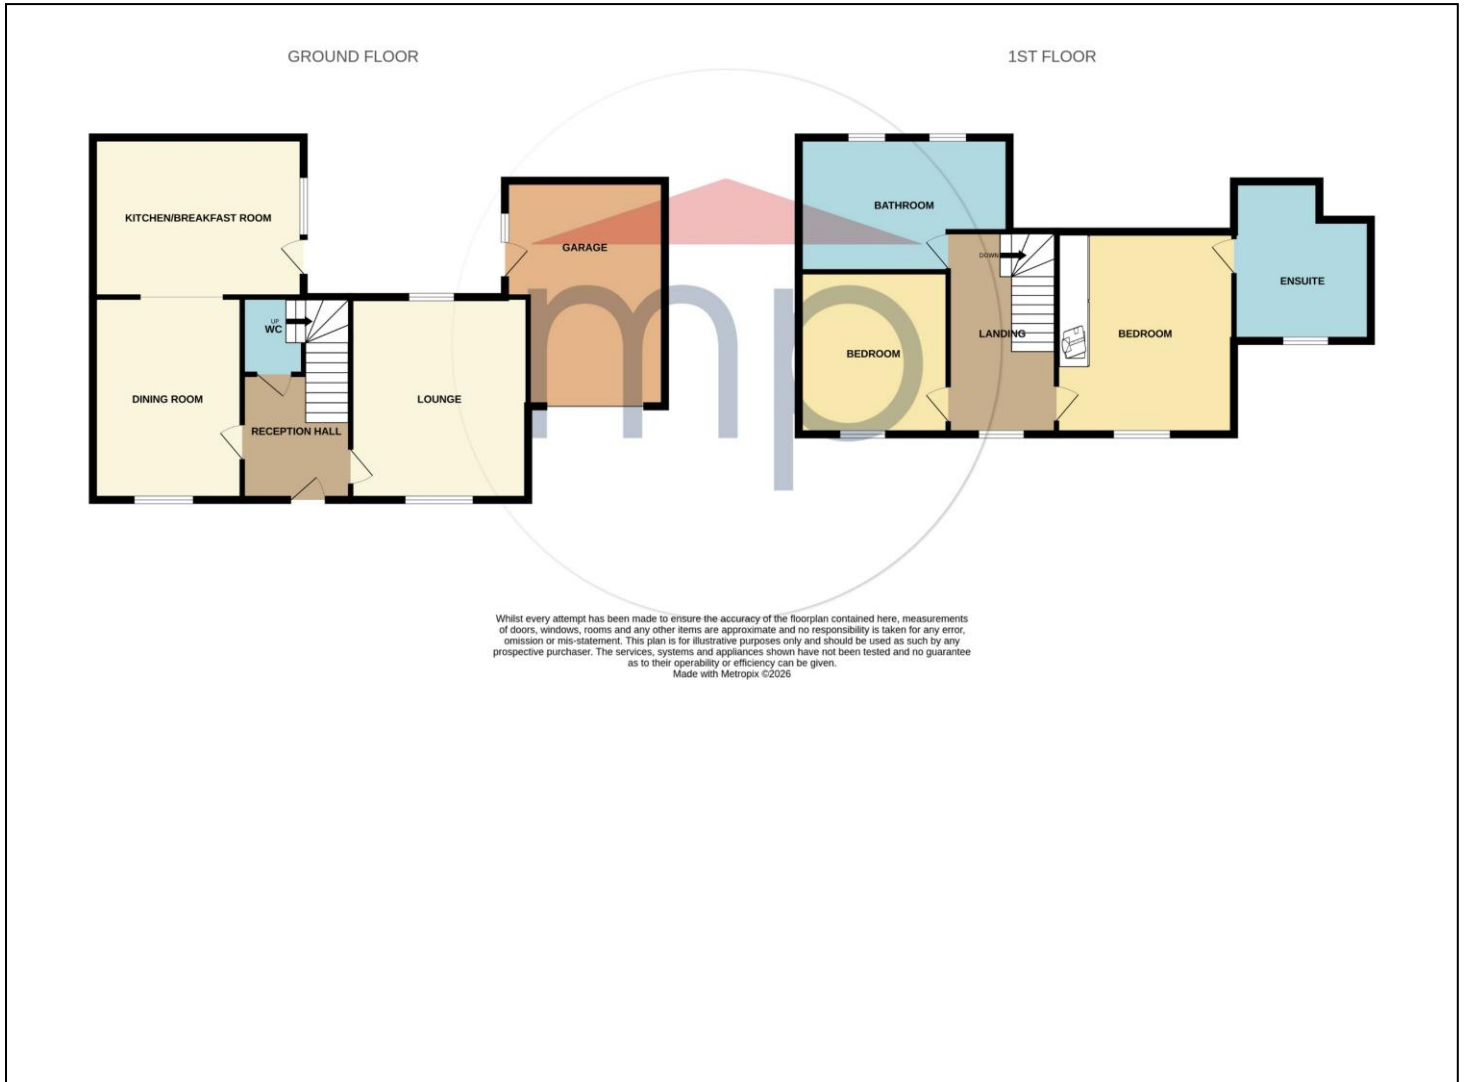 GROUND FLOOR
1ST FLOOR
KITCHEN/BREAKFAST ROOM
GARAGE
UP
WC
DINING ROOM
LOUNGE
RECEPTION HALL
BATHROOM
DOWN
ENSUITE
LANDING
BEDROOM
BEDROOM
mp
Whilst every attempt has been made to ensure the accuracy of the floorplan contained here, measurements
of doors, windows, rooms and any other items are approximate and no responsibility is taken for any error,
omission or mis-statement. This plan is for illustrative purposes only and should be used as such by any
prospective purchaser. The services, systems and appliances shown have not been tested and no guarantee
as to their operability or efficiency can be given.
Made with Metropix ©2026